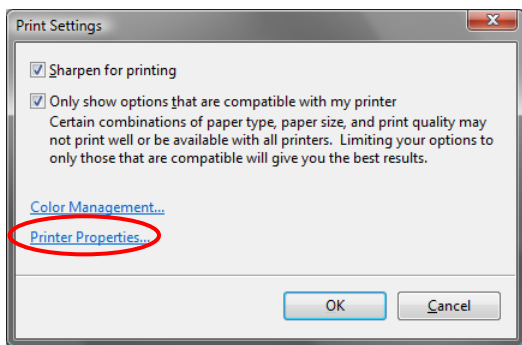 Print Settings
Sharpen for printing
Only show options that are compatible with my printer
Certain combinations of paper type, paper size, and print quality may
not print well or be available with all printers. Limiting your options to
only those that are compatible will give you the best results.
Color Management...
Printer Properties...
OK
Cancel